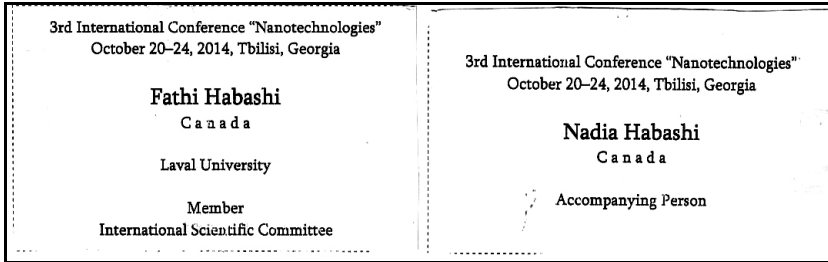 3rd International Conference “Nanotechnologies”
October 20–24, 2014, Tbilisi, Georgia
Fathi Habashi
Canada
Laval University
Member
International Scientific Committee
3rd International Conference “Nanotechnologies”
October 20–24, 2014, Tbilisi, Georgia
Nadia Habashi
Canada
Accompanying Person